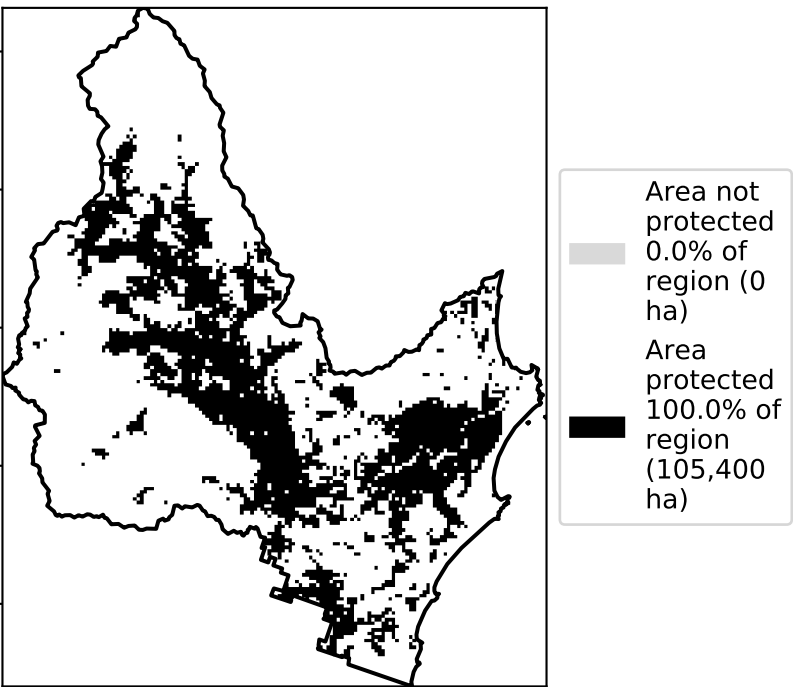 Area not
protected
0.0% of
region (0
ha)
Area
protected
100.0% of
region
(105,400
ha)